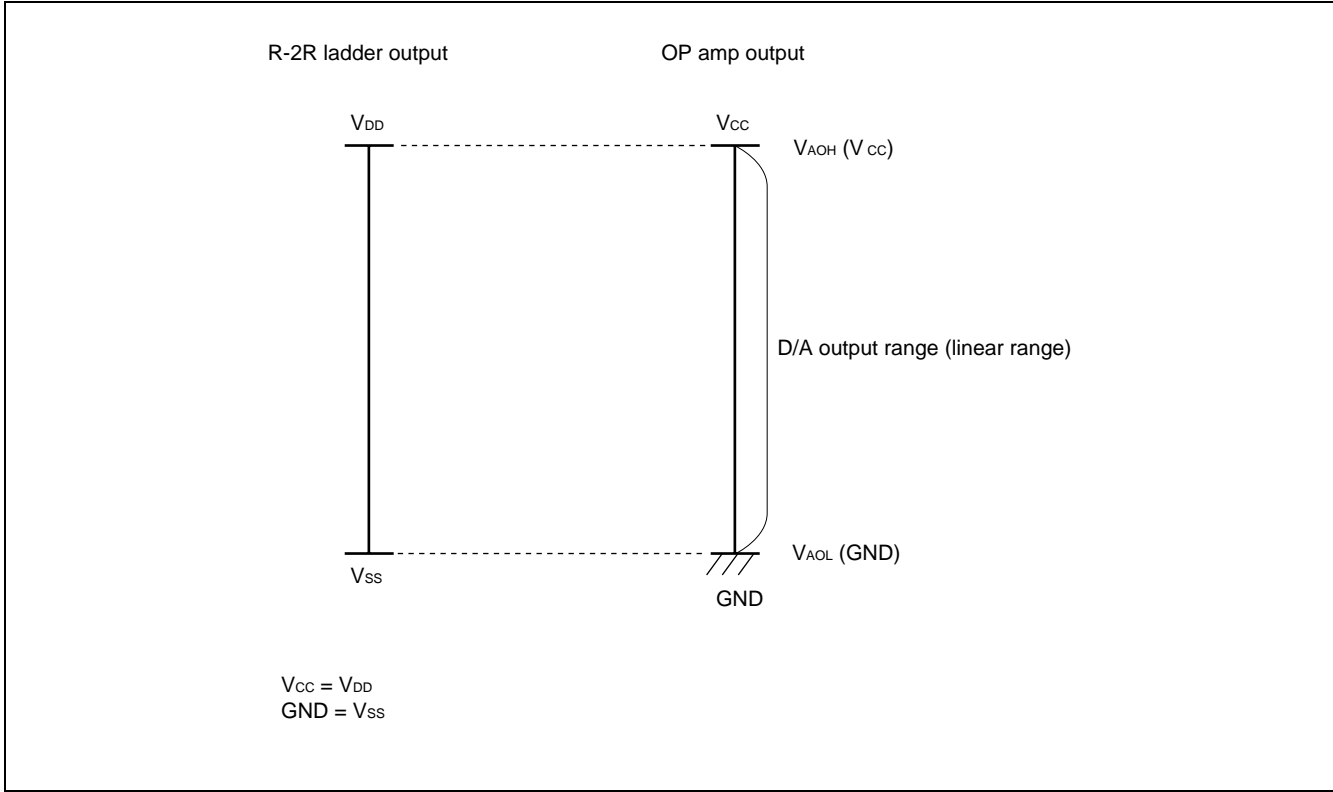 R-2R ladder output
OP amp output
VDD
VCC
VAOH (VCC)
D/A output range (linear range)
VAOL (GND)
VSS
GND
VCC = VDD
GND = VSS